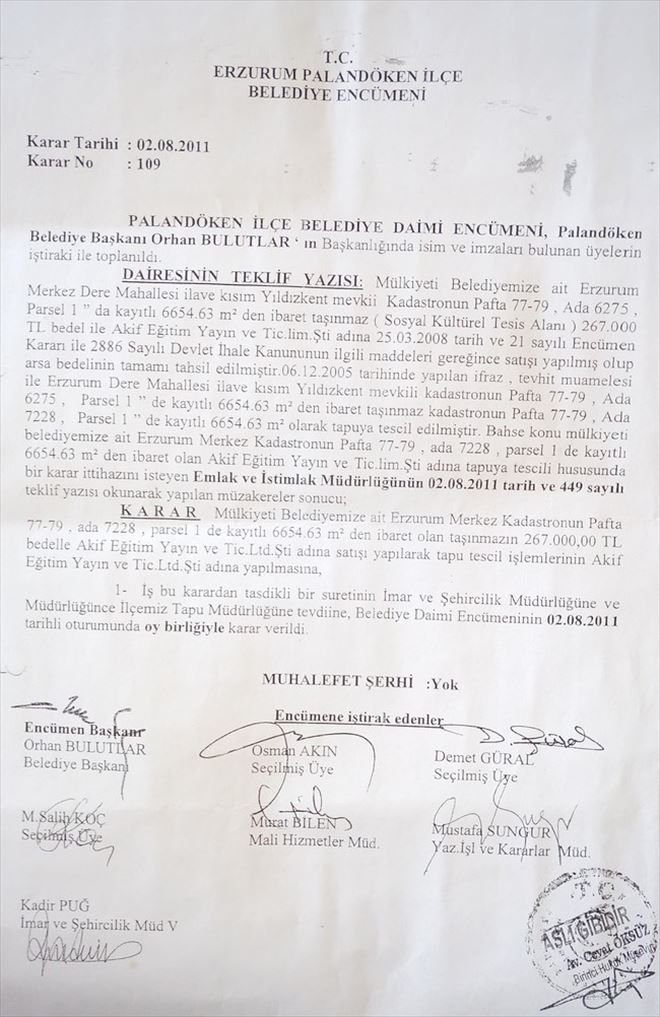 T.C.
ERZURUM PALANDÖKEN İLÇE
BELEDİYE ENCÜMENİ
Karar Tarihi : 02.08.2011
Karar No : 109
PALANDÖKEN İLÇE BELEDİYE DAİMİ ENCÜMENİ, Palandöken
Belediye Başkanı Orhan BULUTLAR ‘ ın Başkanlığında isim ve imzaları bulunan üyelerin
iştiraki ile toplanıldı.
DAİRESİNİN TEKLİF YAZISI: Mülkiyeti Belediyemize ait Erzurum
Merkez Dere Mahallesi ilave kısım Yıldızkent mevkii Kadastronun Pafta 77-79 , Ada 6275 ,
Parsel 1 ” da kayıtlı 6654.63 m² den ibaret taşınmaz ( Sosyal Kültürel Tesis Alanı ) 267.000
TL bedel ile Akif Eğitim Yayın ve Tic.lim.Şti adına 25.03.2008 tarih ve 21 sayılı Encümen
Kararı ile 2886 Sayılı Devlet İhale Kanununun ilgili maddeleri gereğince satışı yapılmış olup
arsa bedelinin tamamı tahsil edilmiştir.06.12.2005 tarihinde yapılan ifraz , tevhit muamelesi
ile Erzurum Dere Mahallesi ilave kısım Yıldızkent mevkili kadastronun Pafta 77-79 , Ada
6275 , Parsel 1 ” de kayıtlı 6654.63 m² den ibaret taşınmaz kadastronun Pafta 77-79 , Ada
7228 , Parsel 1 ” de kayıtlı 6654.63 m² olarak tapuya tescil edilmiştir. Bahse konu mülkiyeti
belediyemize ait Erzurum Merkez Kadastronun Pafta 77-79 , ada 7228 , parsel 1 de kayıtlı
6654.63 m² den ibaret olan Akif Eğitim Yayın ve Tic.lim.Şti adına tapuya tescili hususunda
bir karar ittihazını isteyen Emlak ve İstimlak Müdürlüğünün 02.08.2011 tarih ve 449 sayılı
teklif yazısı okunarak yapılan müzakereler sonucu;
K A R A R Mülkiyeti Belediyemize ait Erzurum Merkez Kadastronun Pafta
77-79 , ada 7228 , parsel 1 de kayıtlı 6654.63 m² den ibaret olan taşınmazın 267.000,00 TL
bedelle Akif Eğitim Yayın ve Tic.Ltd.Şti adına satışı yapılarak tapu tescil işlemlerinin Akif
Eğitim Yayın ve Tic.Ltd.Şti adına yapılmasına,
1- İş bu karardan tasdikli bir suretinin İmar ve Şehircilik Müdürlüğüne ve
Müdürlüğünce İlçemiz Tapu Müdürlüğüne tevdiine, Belediye Daimi Encümeninin 02.08.2011
tarihli oturumunda oy birliğiyle karar verildi.
MUHALEFET ŞERHİ :Yok
Encümene iştirak edenler
Encümen Başkanı
Orhan BULUTLAR
Belediye Başkanı
Osman AKIN
Seçilmiş Üye
D. Güral
Demet GÜRAL
Seçilmiş Üye
M.Salih KOÇ
Seçilmiş Üye
Murat BİLEN
Mali Hizmetler Müd.
Mustafa SUNGUR
Yaz.İşl ve Kararlar Müd.
Kadir PUĞ
İmar ve Şehircilik Müd V
T.C.
ASLI GİBİDİR
Av. Cevat ÖKSÜZ
Birinci Hukuk Müşaviri